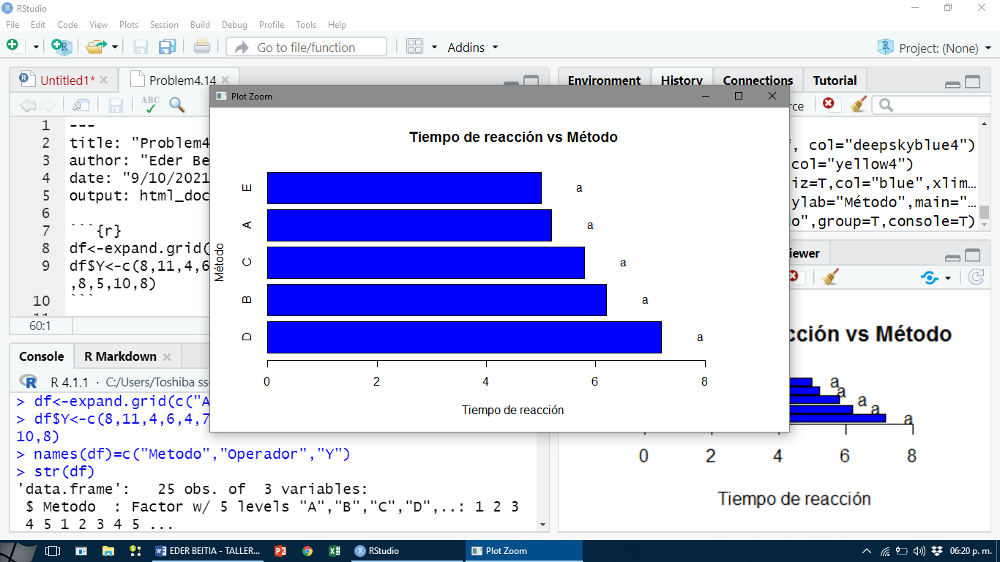 RStudio
File Edit Code View Plots Session Build Debug Profile Tools Help
Go to file/function Addins Project: (None)
Untitled1* Problem4.14
Environment History Connections Tutorial
Plot Zoom
ABC
1 ---
2 title: "Problem4
3 author: "Eder Be
4 date: "9/10/2021
5 output: html_doc
6
7 ```{r}
8 df<-expand.grid(
9 df$Y<-c(8,11,4,6
,8,5,10,8)
10 ```
60:1
Tiempo de reacción vs Método
E a
A a
C a
B a
D a
Método
0 2 4 6 8
Tiempo de reacción
rce
, col="deepskyblue4")
col="yellow4")
iz=T,col="blue",xlim…
ylab="Método",main="…
do",group=T,console=T)
ewer
cción vs Método
a
a
a
a
a
0 2 4 6 8
Tiempo de reacción
Console R Markdown
R 4.1.1 · C:/Users/Toshiba ss
> df<-expand.grid(c("A
> df$Y<-c(8,11,4,6,4,7
10,8)
> names(df)=c("Metodo","Operador","Y")
> str(df)
'data.frame': 25 obs. of 3 variables:
$ Metodo : Factor w/ 5 levels "A","B","C","D",..: 1 2 3
4 5 1 2 3 4 5 ...
EDER BEITIA - TALLER... RStudio Plot Zoom 06:20 p. m.